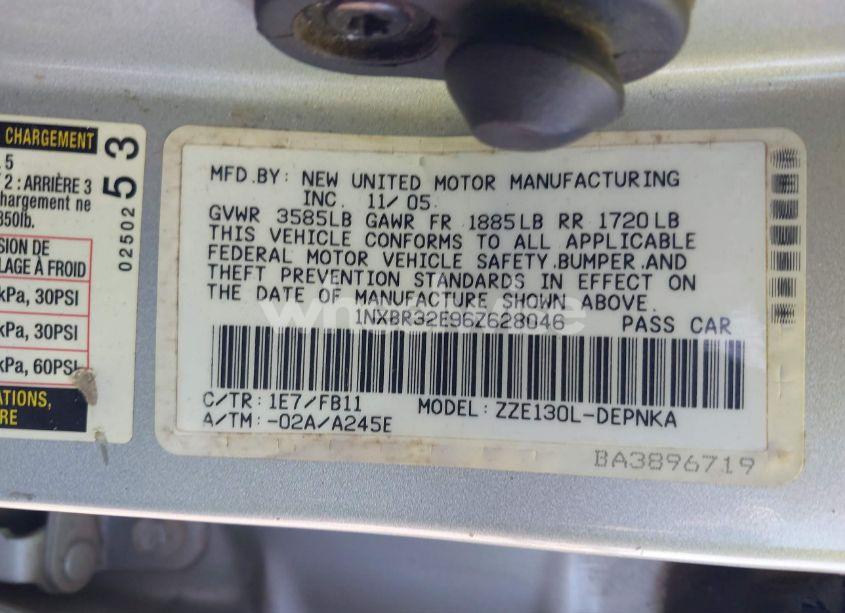 CHARGEMENT
5
2 : ARRIÈRE 3
chargement ne
850lb.
SION DE
LAGE À FROID
kPa, 30PSI
kPa, 30PSI
kPa, 60PSI
ATIONS,
RE
02502
53
MFD.BY: NEW UNITED MOTOR MANUFACTURING
INC. 11/ 05
GVWR 3585LB GAWR FR 1885LB RR 1720LB
THIS VEHICLE CONFORMS TO ALL APPLICABLE
FEDERAL MOTOR VEHICLE SAFETY,BUMPER,AND
THEFT PREVENTION STANDARDS IN EFFECT ON
THE DATE OF MANUFACTURE SHOWN ABOVE.
1NXBR32E96Z628046 PASS CAR
C/TR: 1E7/FB11 MODEL: ZZE130L-DEPNKA
A/TM: -02A/A245E
BA3896719